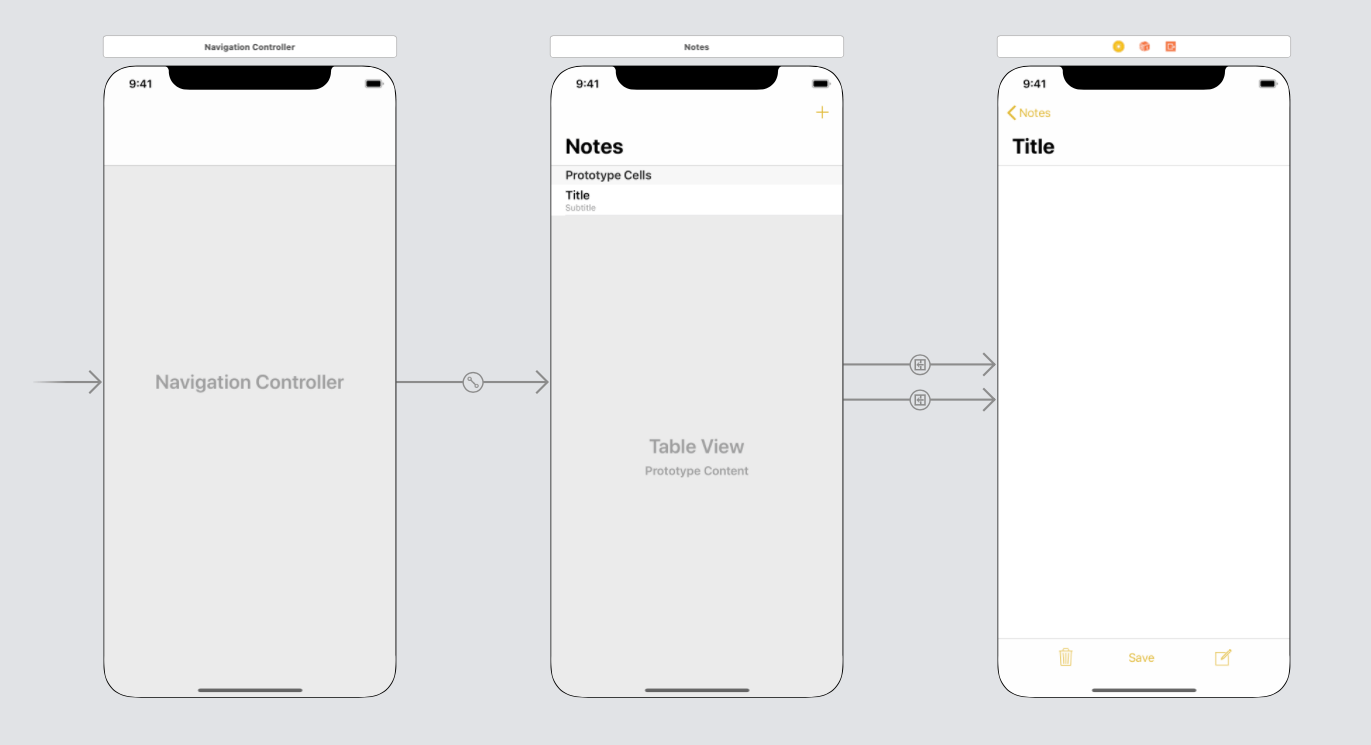 Navigation Controller
9:41
Navigation Controller
Notes
9:41
Notes
Prototype Cells
Title
Subtitle
Table View
Prototype Content
9:41
Notes
Title
Save